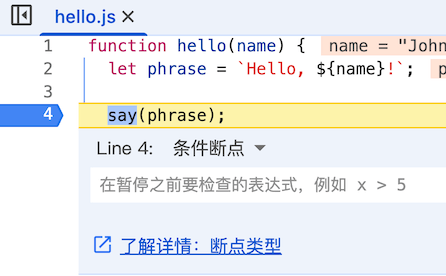 hello.js
1 function hello(name) { name = "John
2 let phrase = `Hello, ${name}!`; p
3
4 say(phrase);
Line 4: 条件断点
在暂停之前要检查的表达式，例如 x > 5
了解详情：断点类型